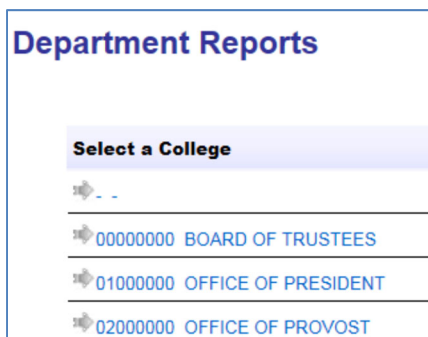 Department Reports
Select a College
- -
00000000 BOARD OF TRUSTEES
01000000 OFFICE OF PRESIDENT
02000000 OFFICE OF PROVOST